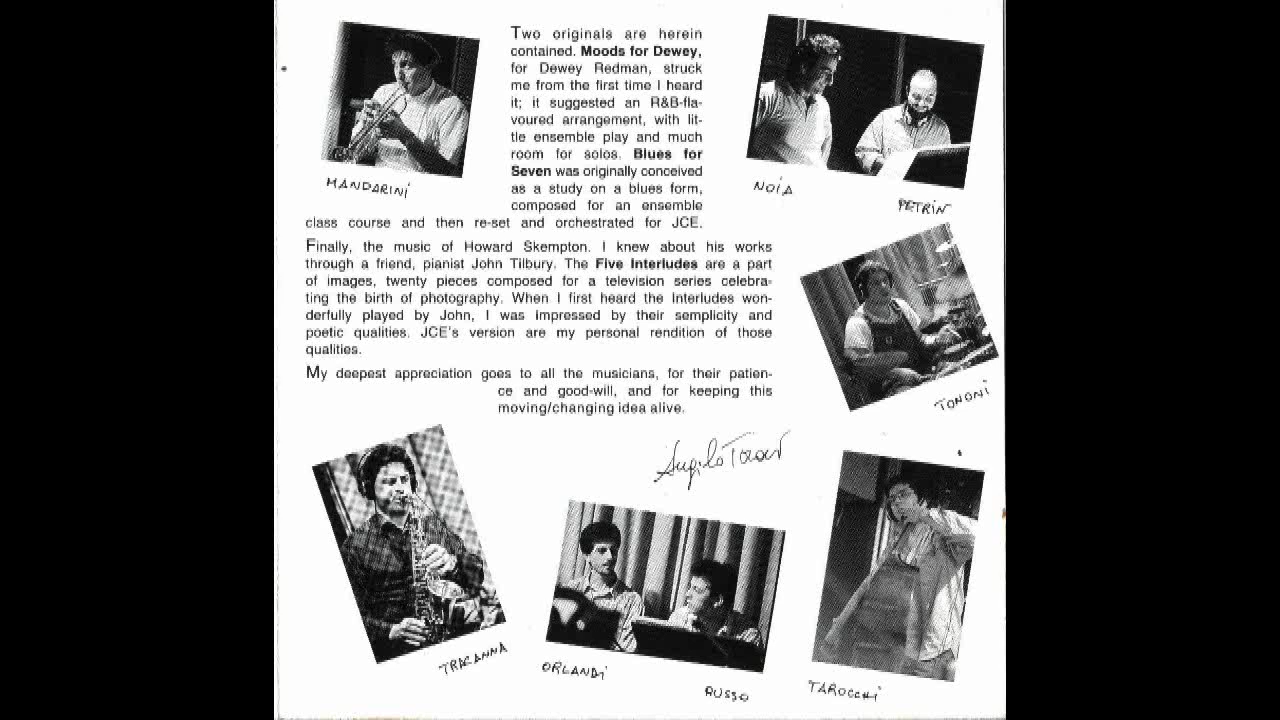 Two originals are herein
contained. Moods for Dewey,
for Dewey Redman, struck
me from the first time I heard
it; it suggested an R&B-fla-
voured arrangement, with lit-
tle ensemble play and much
room for solos. Blues for
Seven was originally conceived
as a study on a blues form,
composed for an ensemble
class course and then re-set and orchestrated for JCE.
Finally, the music of Howard Skempton. I knew about his works
through a friend, pianist John Tilbury. The Five Interludes are a part
of images, twenty pieces composed for a television series celebra-
ting the birth of photography. When I first heard the Interludes won-
derfully played by John, I was impressed by their semplicity and
poetic qualities. JCE's version are my personal rendition of those
qualities.
My deepest appreciation goes to all the musicians, for their patien-
ce and good-will, and for keeping this
moving/changing idea alive.
MANDARINI
NOIA
PETRIN
TONONI
TRACANNA
ORLANDI
RUSSO
TAROCCHI